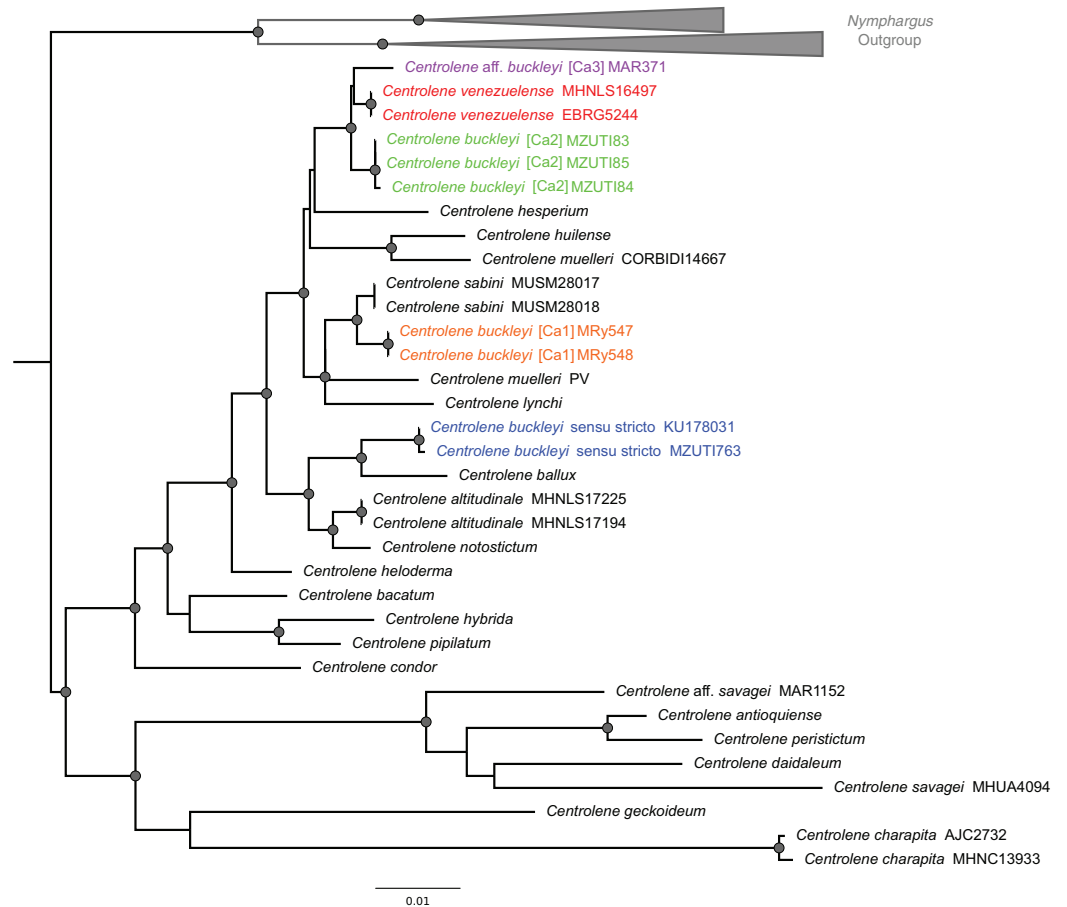 Nymphargus
Outgroup
Centrolene aff. buckleyi [Ca3] MAR371
Centrolene venezuelense MHNLS16497
Centrolene venezuelense EBRG5244
Centrolene buckleyi [Ca2] MZUTI83
Centrolene buckleyi [Ca2] MZUTI85
Centrolene buckleyi [Ca2] MZUTI84
Centrolene hesperium
Centrolene huilense
Centrolene muelleri CORBIDI14667
Centrolene sabini MUSM28017
Centrolene sabini MUSM28018
Centrolene buckleyi [Ca1] MRy547
Centrolene buckleyi [Ca1] MRy548
Centrolene muelleri PV
Centrolene lynchi
Centrolene buckleyi sensu stricto KU178031
Centrolene buckleyi sensu stricto MZUTI763
Centrolene ballux
Centrolene altitudinale MHNLS17225
Centrolene altitudinale MHNLS17194
Centrolene notostictum
Centrolene heloderma
Centrolene bacatum
Centrolene hybrida
Centrolene pipilatum
Centrolene condor
Centrolene aff. savagei MAR1152
Centrolene antioquiense
Centrolene peristictum
Centrolene daidaleum
Centrolene savagei MHUA4094
Centrolene geckoideum
Centrolene charapita AJC2732
Centrolene charapita MHNC13933
0.01